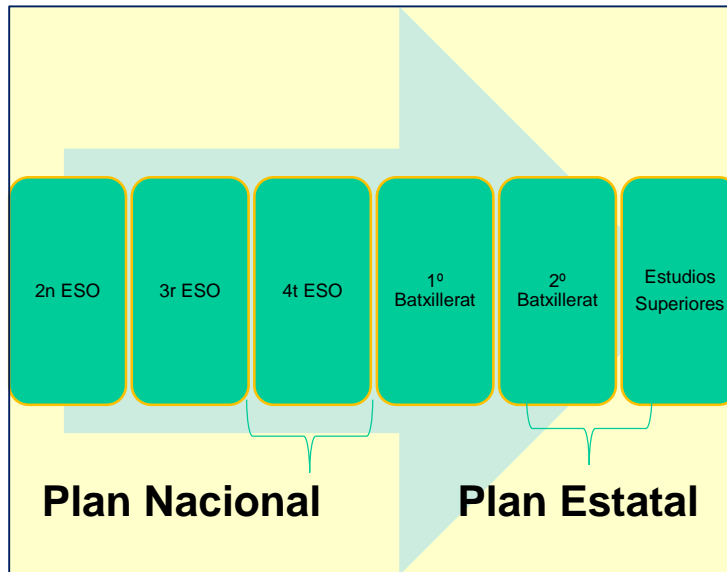 2n ESO
3r ESO
4t ESO
1º
Batxillerat
2º
Batxillerat
Estudios
Superiores
Plan Nacional
Plan Estatal